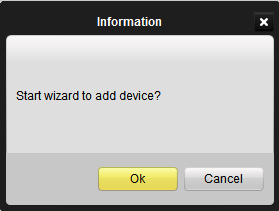 Information
Start wizard to add device?
Ok
Cancel